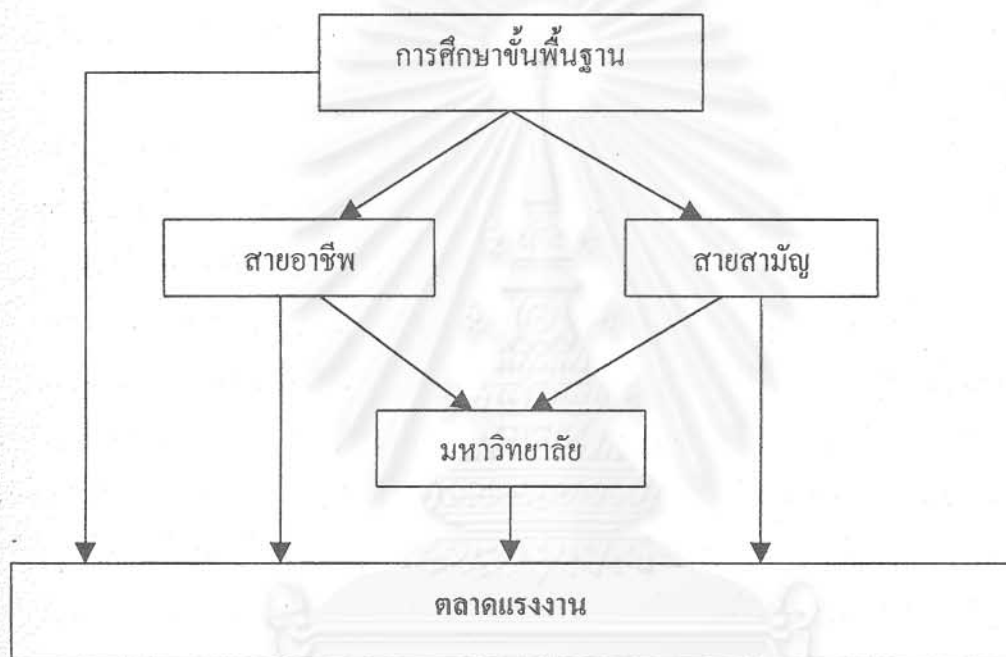 การศึกษาขั้นพื้นฐาน
สายอาชีพ
สายสามัญ
มหาวิทยาลัย
ตลาดแรงงาน